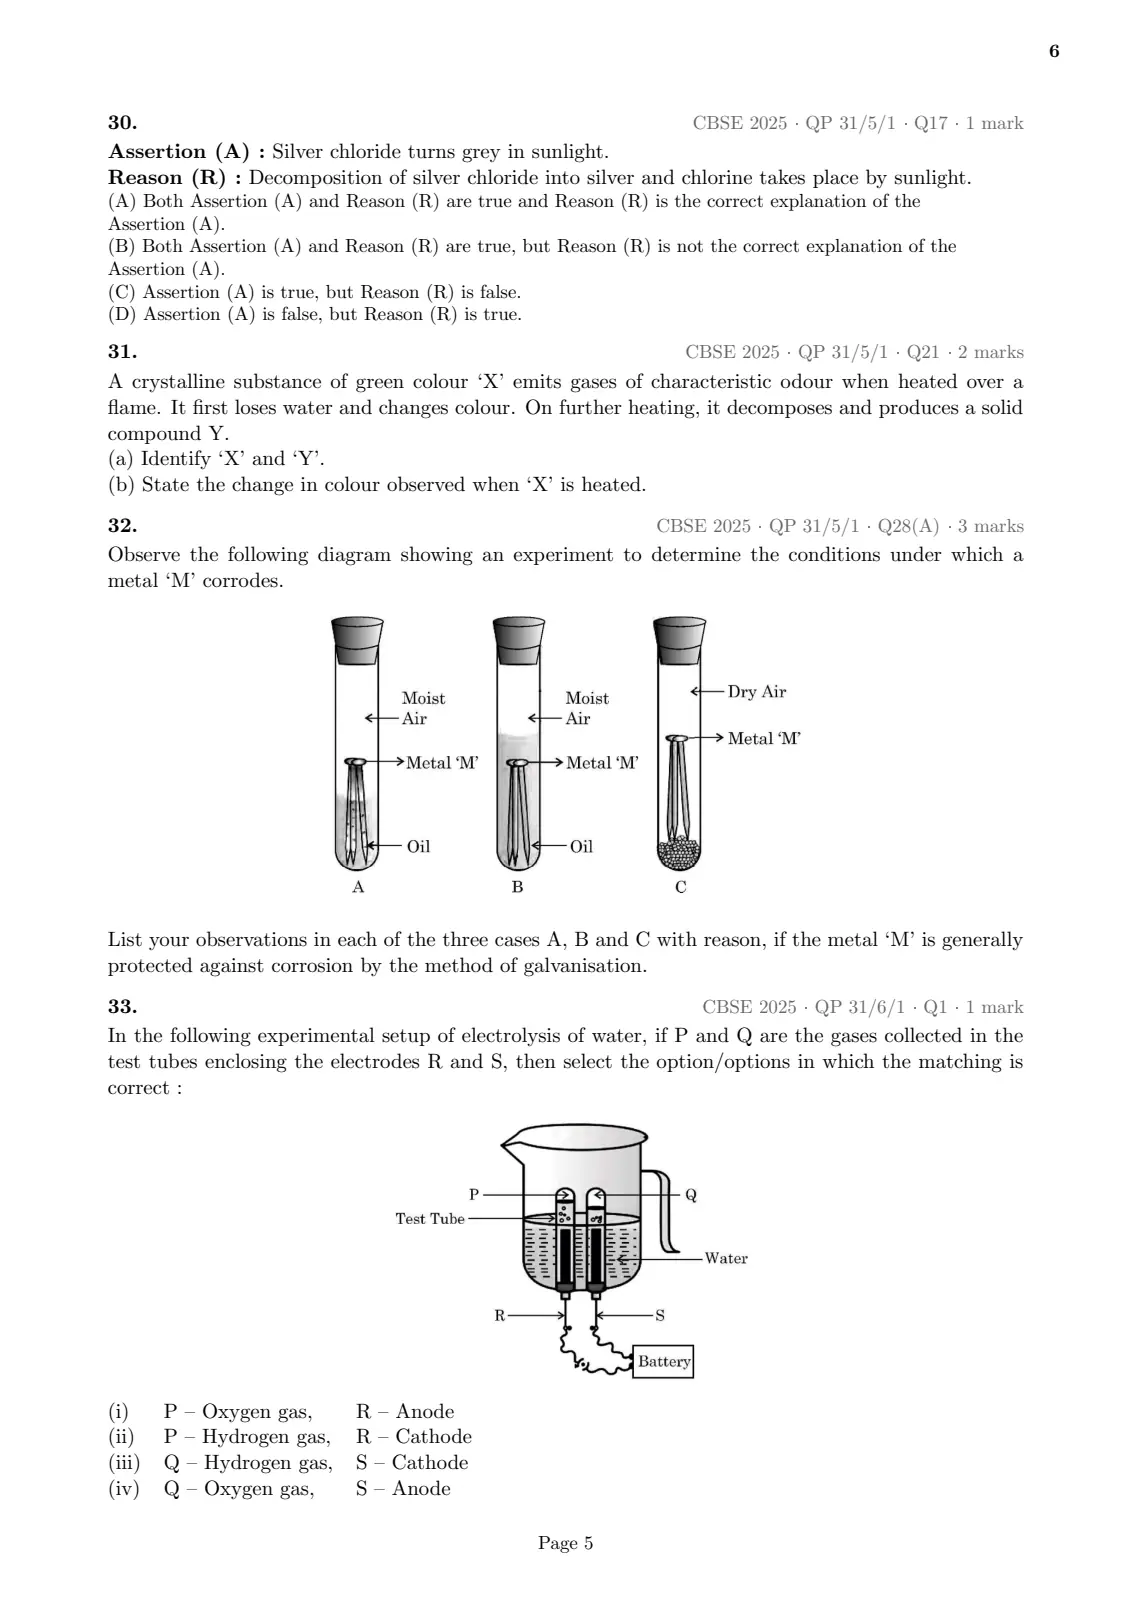 6
30.
CBSE 2025 · QP 31/5/1 · Q17 · 1 mark
Assertion (A) : Silver chloride turns grey in sunlight.
Reason (R) : Decomposition of silver chloride into silver and chlorine takes place by sunlight.
(A) Both Assertion (A) and Reason (R) are true and Reason (R) is the correct explanation of the
Assertion (A).
(B) Both Assertion (A) and Reason (R) are true, but Reason (R) is not the correct explanation of the
Assertion (A).
(C) Assertion (A) is true, but Reason (R) is false.
(D) Assertion (A) is false, but Reason (R) is true.
31.
CBSE 2025 · QP 31/5/1 · Q21 · 2 marks
A crystalline substance of green colour ‘X’ emits gases of characteristic odour when heated over a
flame. It first loses water and changes colour. On further heating, it decomposes and produces a solid
compound Y.
(a) Identify ‘X’ and ‘Y’.
(b) State the change in colour observed when ‘X’ is heated.
32.
CBSE 2025 · QP 31/5/1 · Q28(A) · 3 marks
Observe the following diagram showing an experiment to determine the conditions under which a
metal ‘M’ corrodes.
Moist
Air
Metal ‘M’
Oil
A
Moist
Air
Metal ‘M’
Oil
B
Dry Air
Metal ‘M’
C
List your observations in each of the three cases A, B and C with reason, if the metal ‘M’ is generally
protected against corrosion by the method of galvanisation.
33.
CBSE 2025 · QP 31/6/1 · Q1 · 1 mark
In the following experimental setup of electrolysis of water, if P and Q are the gases collected in the
test tubes enclosing the electrodes R and S, then select the option/options in which the matching is
correct :
P
Q
Test Tube
Water
R
S
Battery
(i) P – Oxygen gas, R – Anode
(ii) P – Hydrogen gas, R – Cathode
(iii) Q – Hydrogen gas, S – Cathode
(iv) Q – Oxygen gas, S – Anode
Page 5